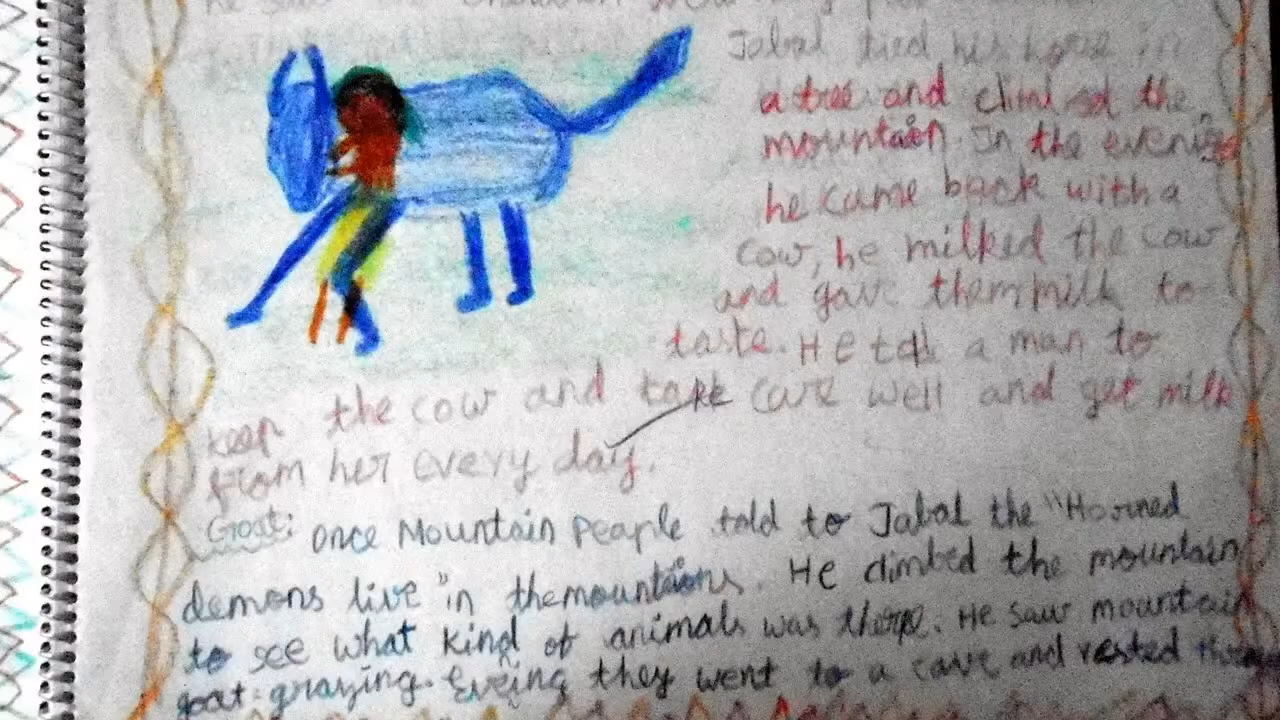 he saw the
Jabal tied his horse in
a tree and climbed the
mountain. In the evening
he came back with a
cow, he milked the cow
and gave them milk to
taste. He tall a man to
keep the cow and take care well and get milk
from her every day.
Goat: once Mountain people told to Jabal the "Horned
demons live" in the mountains. He climbed the mountain
to see what kind of animals was there. He saw mountain
goat grazing. Eveing they went to a cave and rested